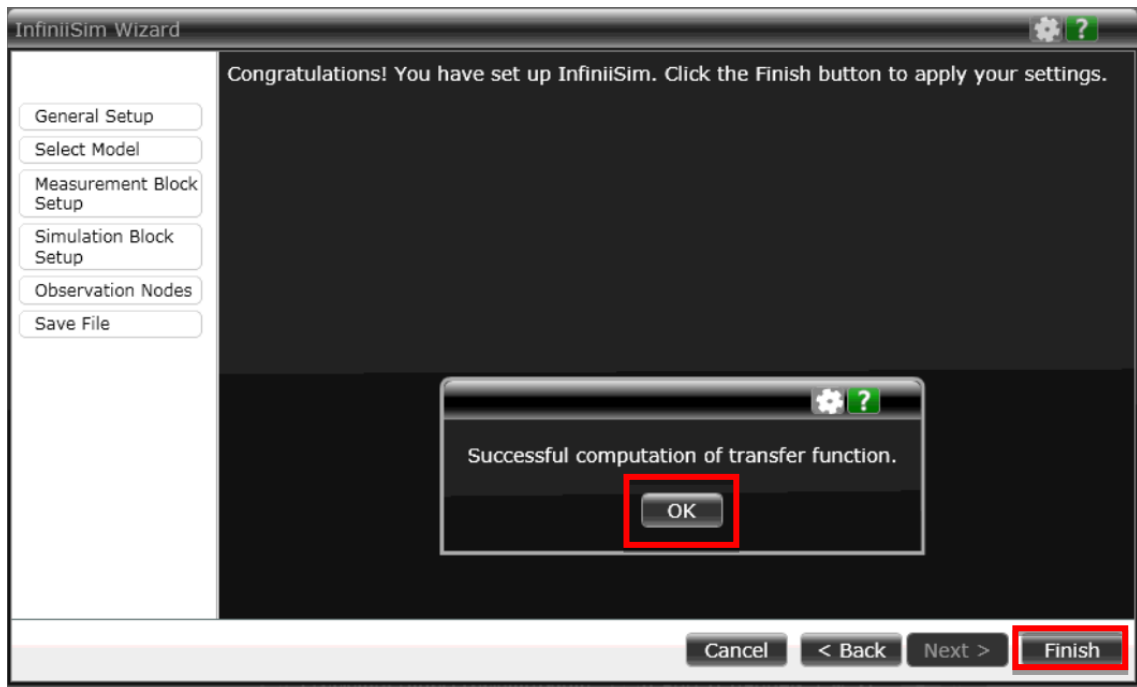 InfiniiSim Wizard
?
Congratulations! You have set up InfiniiSim. Click the Finish button to apply your settings.
General Setup
Select Model
Measurement Block
Setup
Simulation Block
Setup
Observation Nodes
Save File
?
Successful computation of transfer function.
OK
Cancel
< Back
Next >
Finish